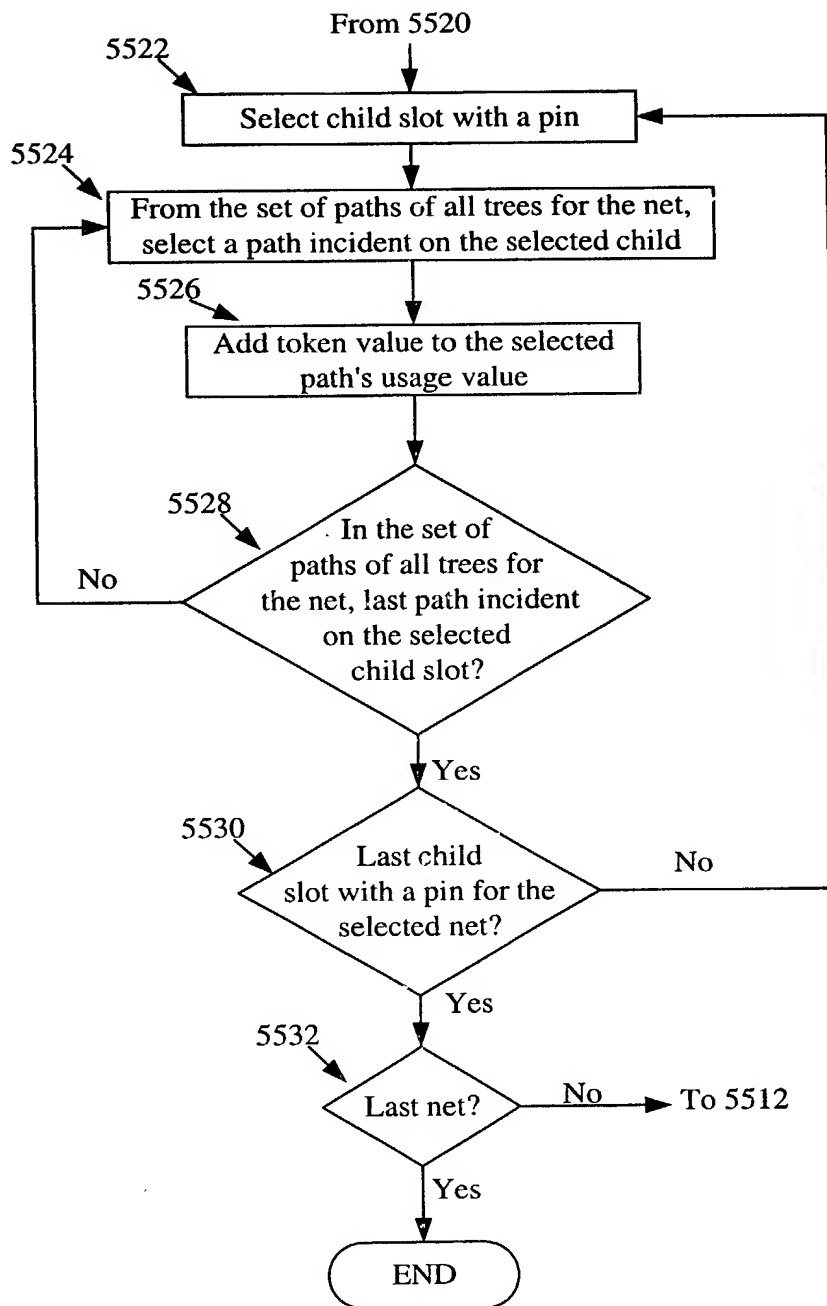 From 5520
5522
Select child slot with a pin
5524
From the set of paths of all trees for the net,
select a path incident on the selected child
5526
Add token value to the selected
path's usage value
5528
In the set of
paths of all trees for
the net, last path incident
on the selected
child slot?
No
Yes
5530
Last child
slot with a pin for the
selected net?
No
Yes
5532
Last net?
No
To 5512
Yes
END